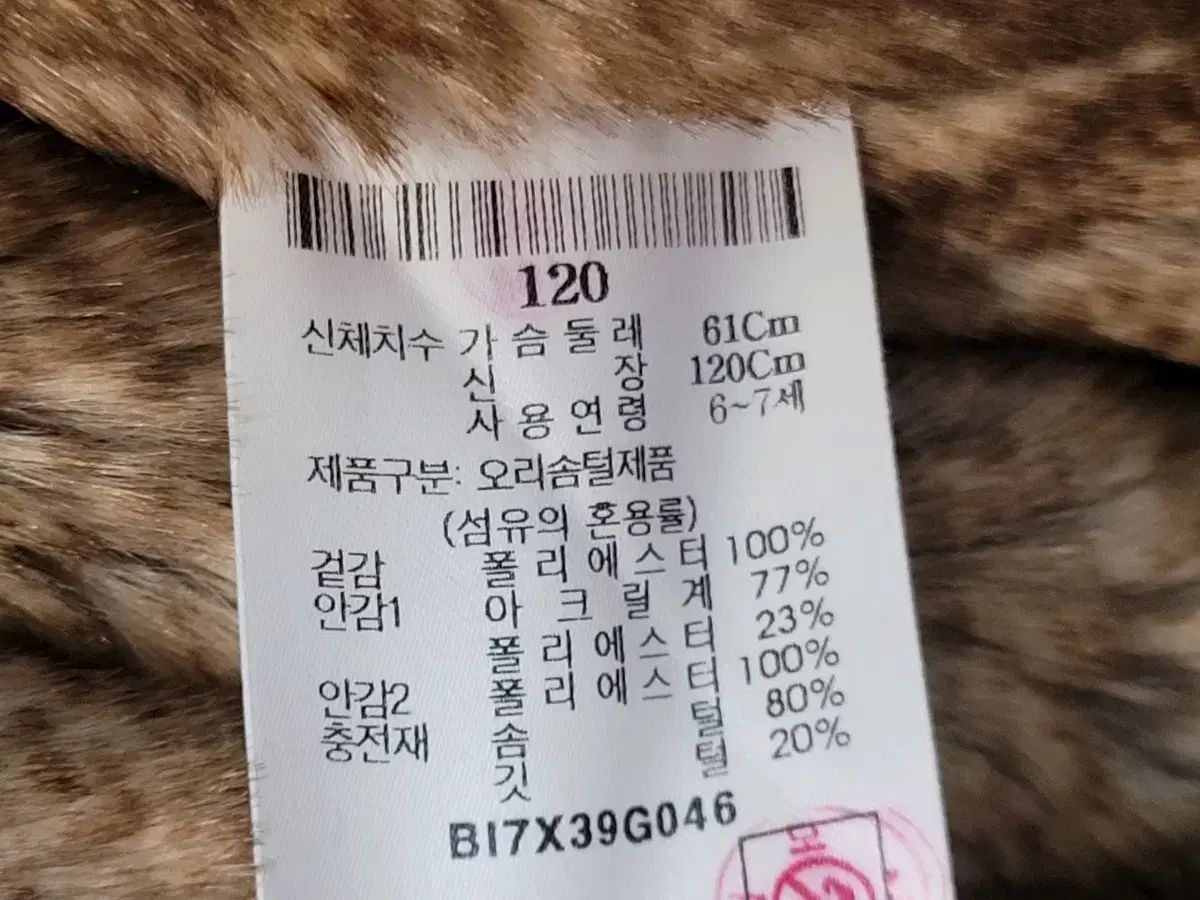 120
신체치수 가슴둘레 61Cm
신 장 120Cm
사용연령 6~7세
제품구분: 오리솜털제품
(섬유의 혼용률)
겉감 폴리에스터 100%
안감1 아크릴계 77%
폴리에스터 23%
안감2 폴리에스터 100%
충전재 솜 털 80%
깃 털 20%
BI7X39G046
모